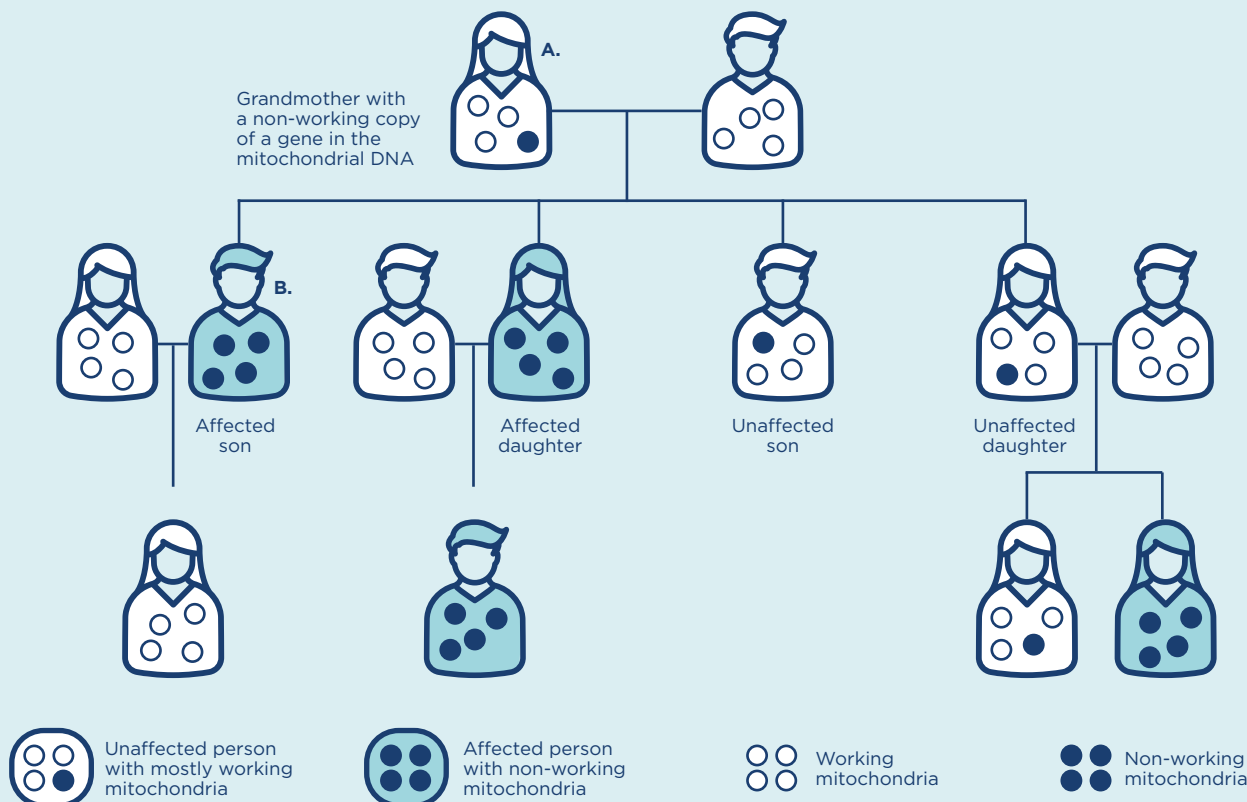 A.
Grandmother with
a non-working copy
of a gene in the
mitochondrial DNA
B.
Affected
son
Affected
daughter
Unaffected
son
Unaffected
daughter
Unaffected person
with mostly working
mitochondria
Affected person
with non-working
mitochondria
Working
mitochondria
Non-working
mitochondria